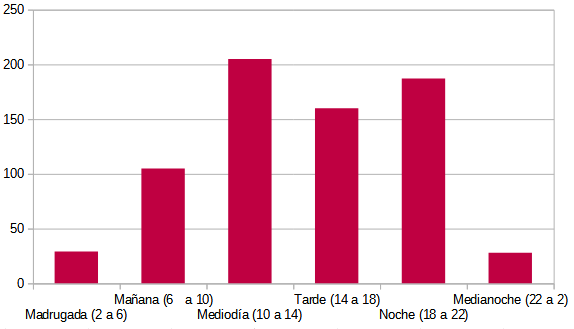 250
200
150
100
50
0
Mañana (6 a 10)
Tarde (14 a 18)
Medianoche (22 a 2)
Madrugada (2 a 6)
Mediodía (10 a 14)
Noche (18 a 22)